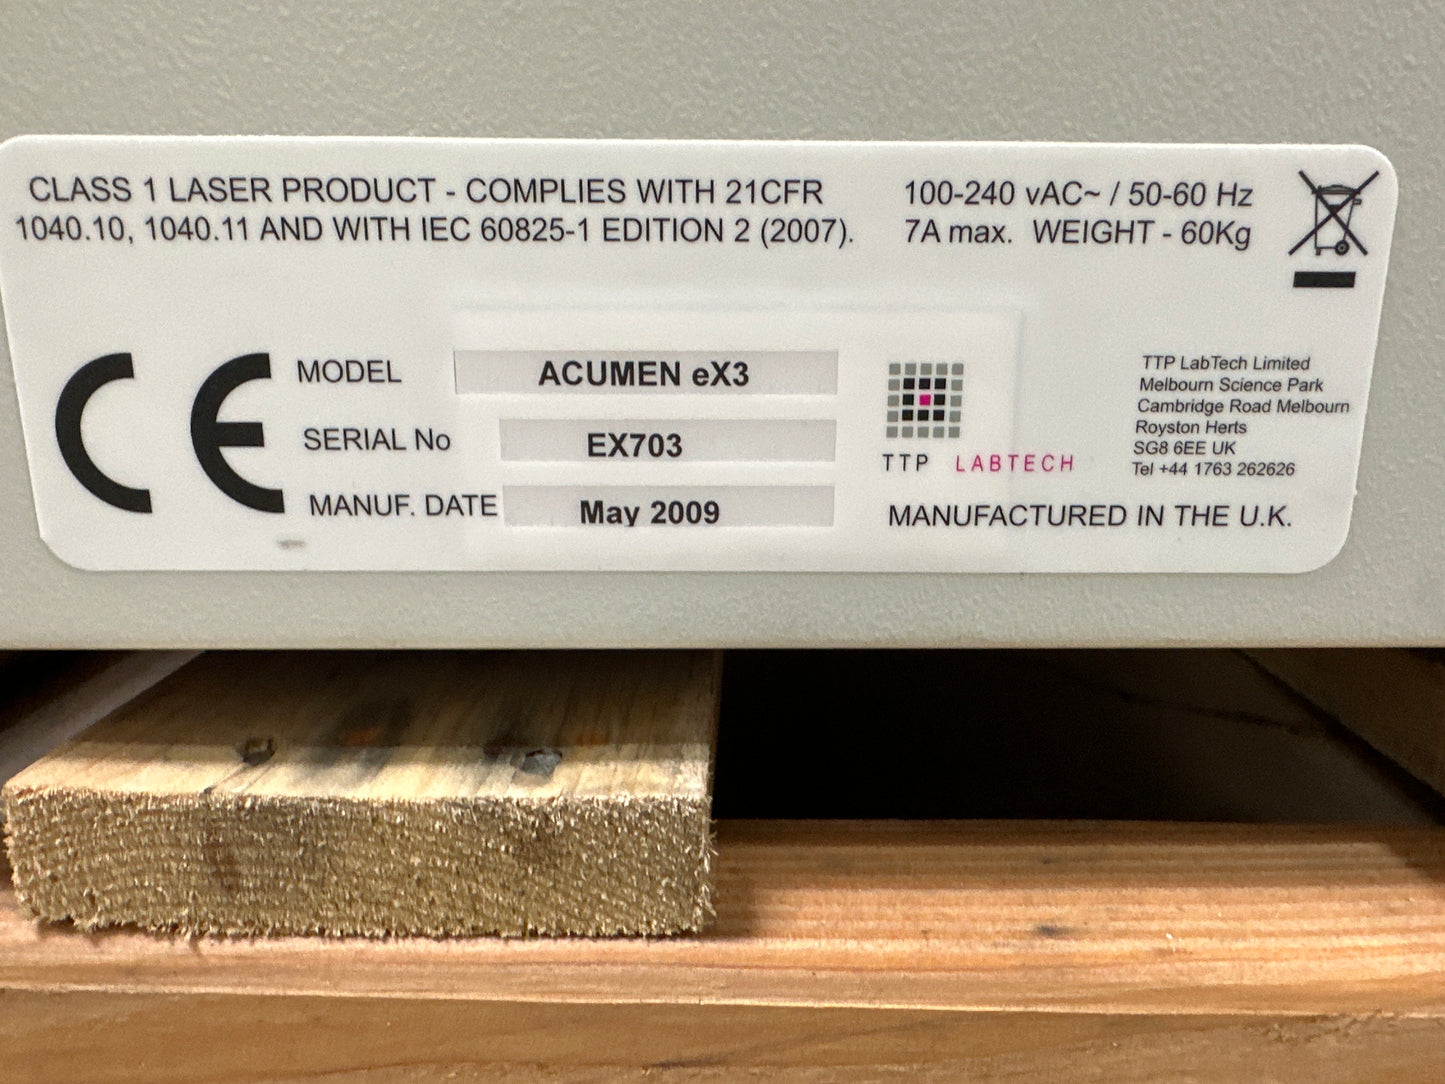 CLASS 1 LASER PRODUCT - COMPLIES WITH 21CFR
1040.10, 1040.11 AND WITH IEC 60825-1 EDITION 2 (2007).
100-240 vAC~ / 50-60 Hz
7A max. WEIGHT - 60Kg
CE
MODEL ACUMEN eX3
SERIAL No EX703
MANUF. DATE May 2009
TTP LABTECH
TTP LabTech Limited
Melbourn Science Park
Cambridge Road Melbourn
Royston Herts
SG8 6EE UK
Tel +44 1763 262626
MANUFACTURED IN THE U.K.